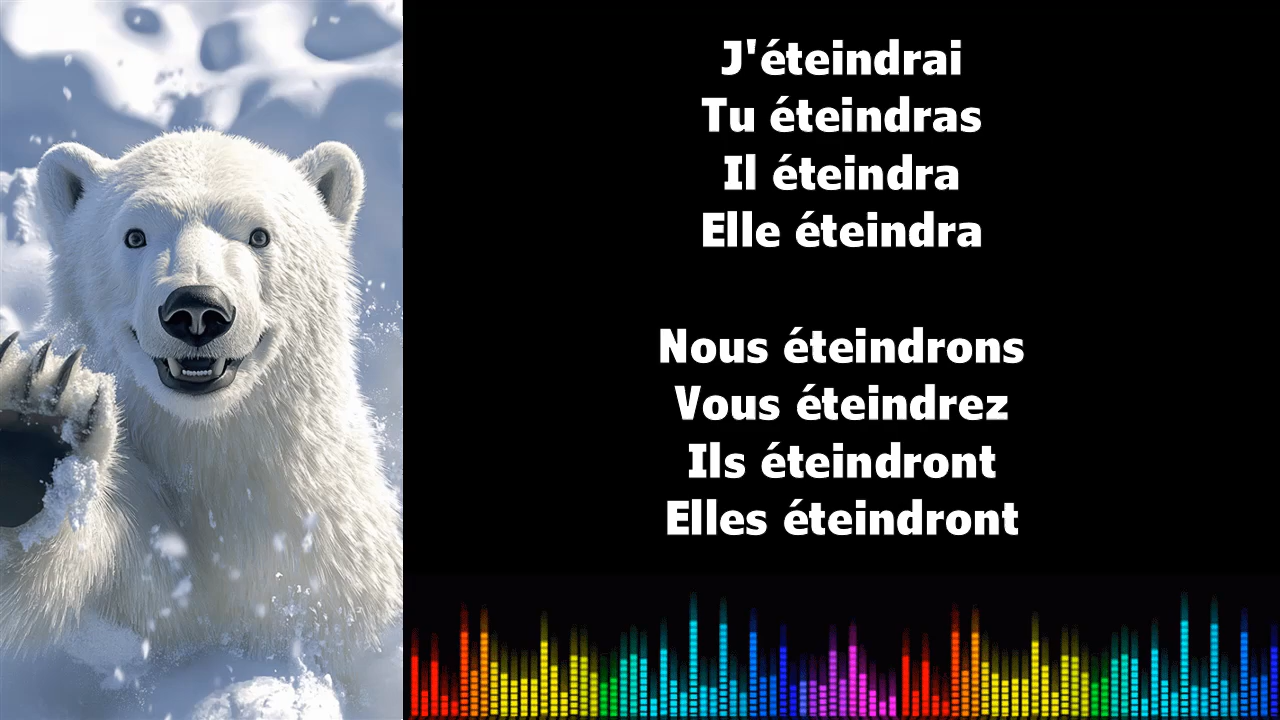 J'éteindrai
Tu éteindras
Il éteindra
Elle éteindra
Nous éteindrons
Vous éteindrez
Ils éteindront
Elles éteindront